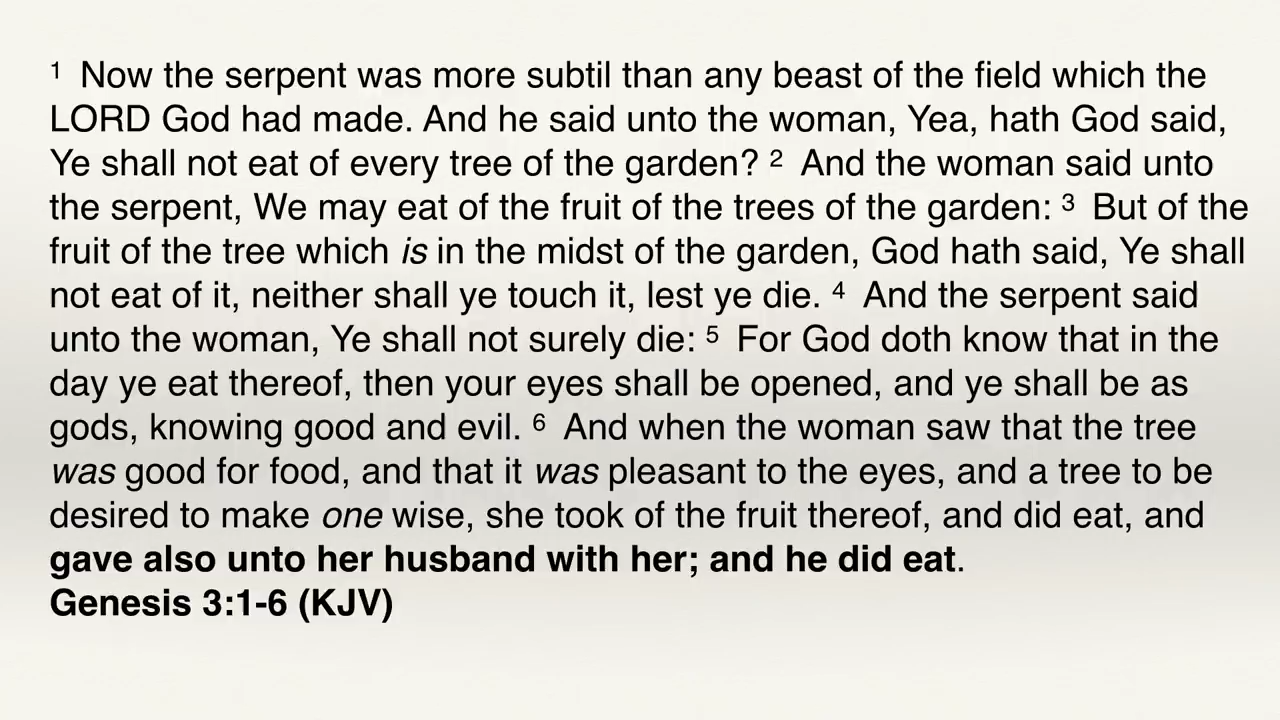 1 Now the serpent was more subtil than any beast of the field which the
LORD God had made. And he said unto the woman, Yea, hath God said,
Ye shall not eat of every tree of the garden? 2 And the woman said unto
the serpent, We may eat of the fruit of the trees of the garden: 3 But of the
fruit of the tree which is in the midst of the garden, God hath said, Ye shall
not eat of it, neither shall ye touch it, lest ye die. 4 And the serpent said
unto the woman, Ye shall not surely die: 5 For God doth know that in the
day ye eat thereof, then your eyes shall be opened, and ye shall be as
gods, knowing good and evil. 6 And when the woman saw that the tree
was good for food, and that it was pleasant to the eyes, and a tree to be
desired to make one wise, she took of the fruit thereof, and did eat, and
gave also unto her husband with her; and he did eat.
Genesis 3:1-6 (KJV)